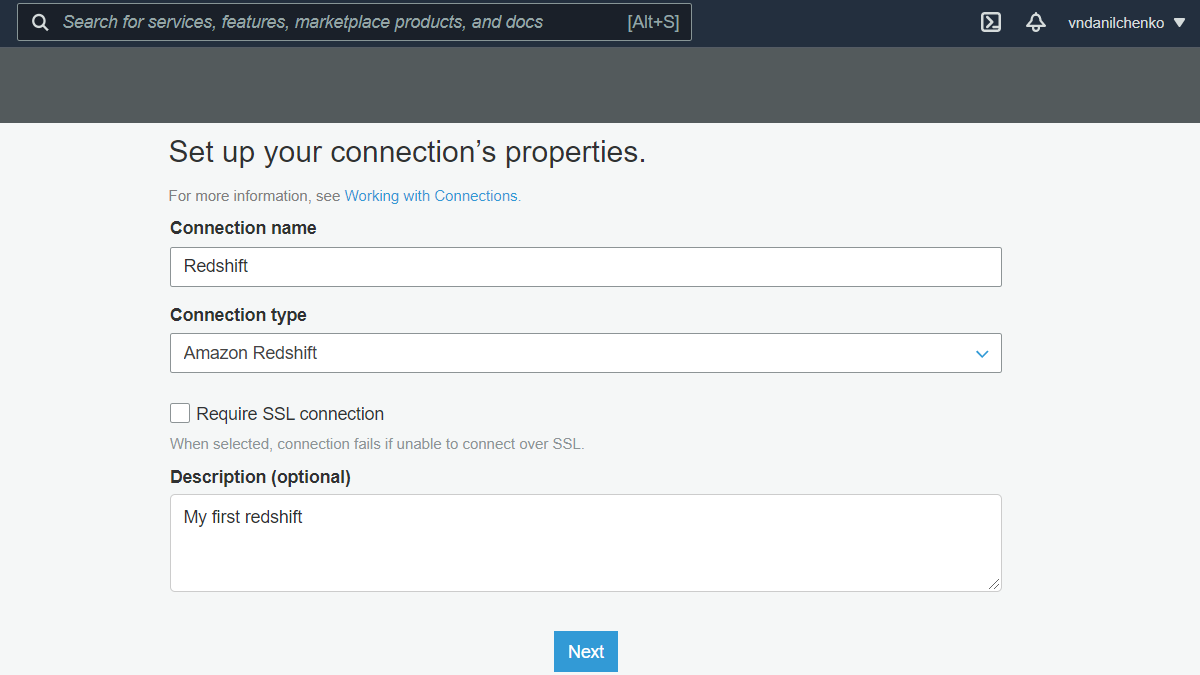 Search for services, features, marketplace products, and docs [Alt+S] vndanilchenko
Set up your connection’s properties.
For more information, see Working with Connections.
Connection name
Redshift
Connection type
Amazon Redshift
Require SSL connection
When selected, connection fails if unable to connect over SSL.
Description (optional)
My first redshift
Next